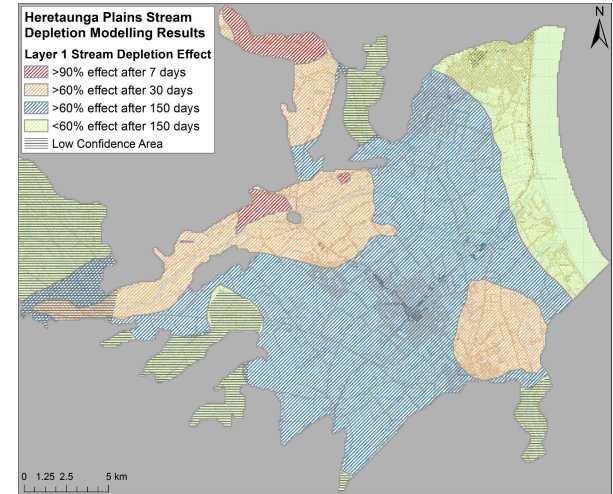 Heretaunga Plains Stream
Depletion Modelling Results
Layer 1 Stream Depletion Effect
>90% effect after 7 days
>60% effect after 30 days
>60% effect after 150 days
<60% effect after 150 days
Low Confidence Area
N
0 1.25 2.5 5 km